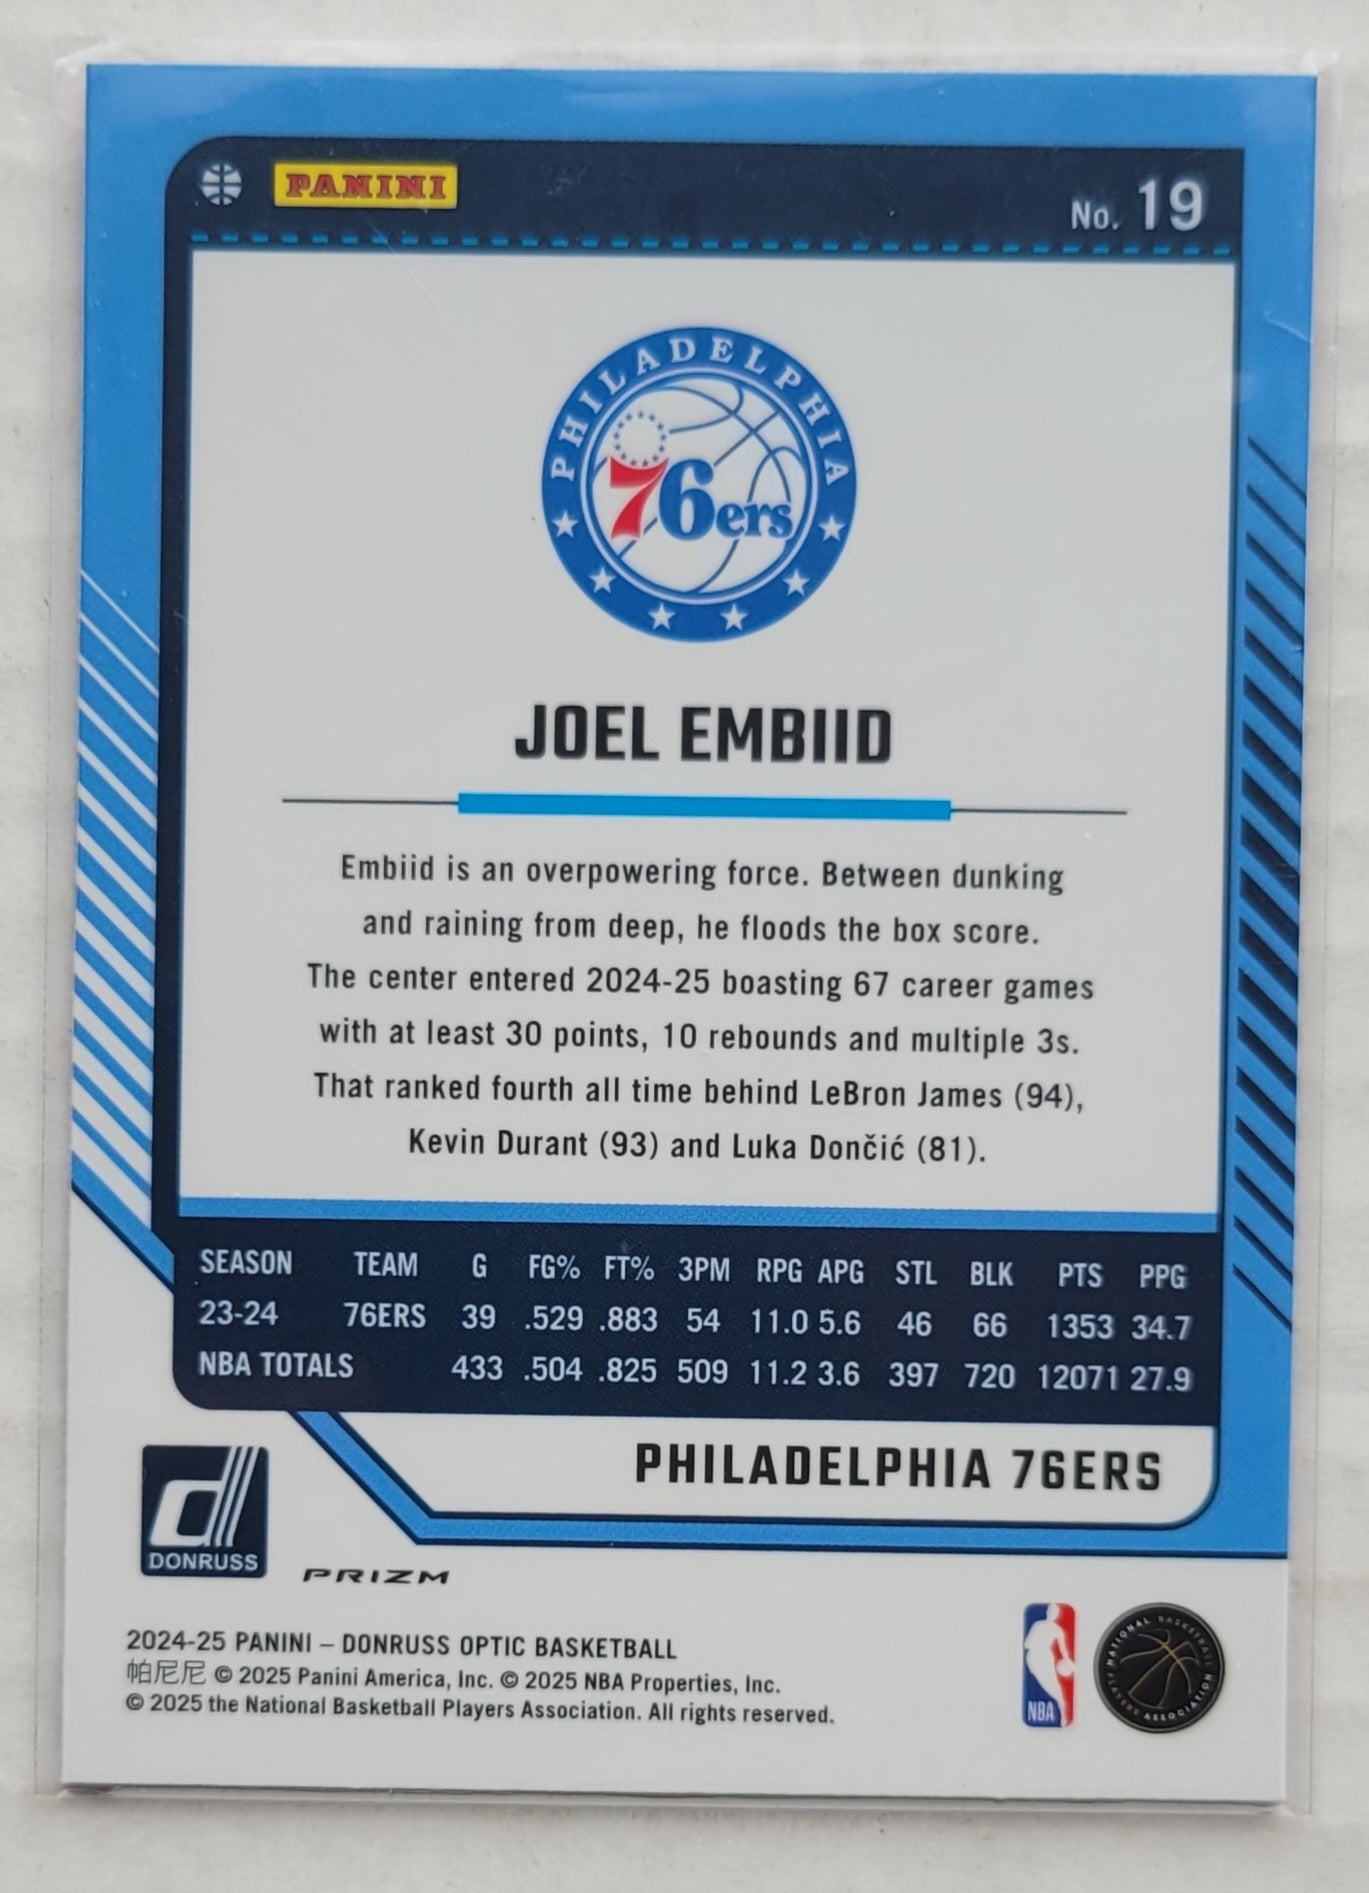 PANINI
No. 19
PHILADELPHIA
76ers
JOEL EMBIID
Embiid is an overpowering force. Between dunking
and raining from deep, he floods the box score.
The center entered 2024-25 boasting 67 career games
with at least 30 points, 10 rebounds and multiple 3s.
That ranked fourth all time behind LeBron James (94),
Kevin Durant (93) and Luka Dončić (81).
SEASON TEAM G FG% FT% 3PM RPG APG STL BLK PTS PPG
23-24 76ERS 39 .529 .883 54 11.0 5.6 46 66 1353 34.7
NBA TOTALS 433 .504 .825 509 11.2 3.6 397 720 12071 27.9
PHILADELPHIA 76ERS
d
DONRUSS
PRIZM
2024-25 PANINI – DONRUSS OPTIC BASKETBALL
帕尼尼 © 2025 Panini America, Inc. © 2025 NBA Properties, Inc.
© 2025 the National Basketball Players Association. All rights reserved.
NBA
NATIONAL BASKETBALL
PLAYERS ASSOCIATION